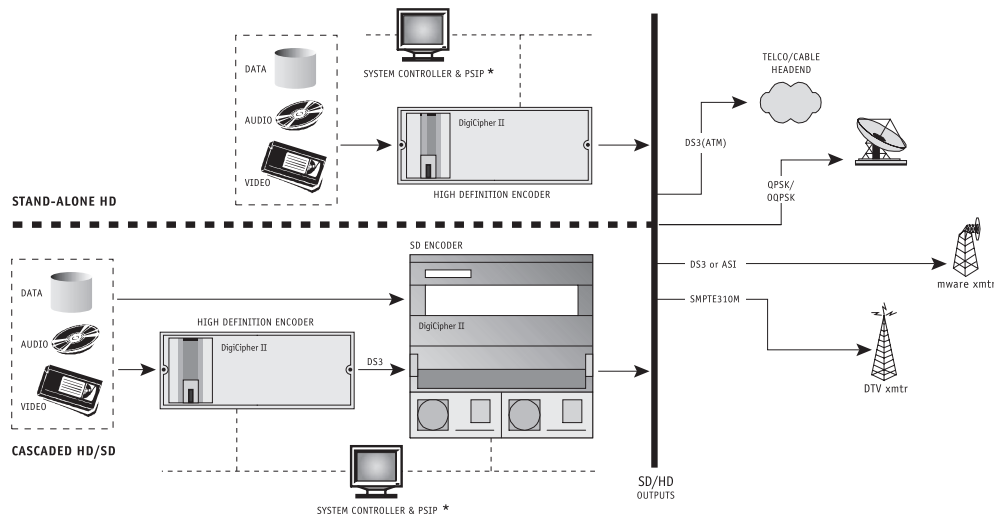 DATA
AUDIO
VIDEO
SYSTEM CONTROLLER & PSIP *
DigiCipher II
HIGH DEFINITION ENCODER
STAND-ALONE HD
TELCO/CABLE
HEADEND
DS3(ATM)
QPSK/
OQPSK
DS3 or ASI
mware xmtr
SMPTE310M
DTV xmtr
SD ENCODER
DigiCipher II
DATA
AUDIO
VIDEO
HIGH DEFINITION ENCODER
DigiCipher II
DS3
CASCADED HD/SD
SYSTEM CONTROLLER & PSIP *
SD/HD
OUTPUTS